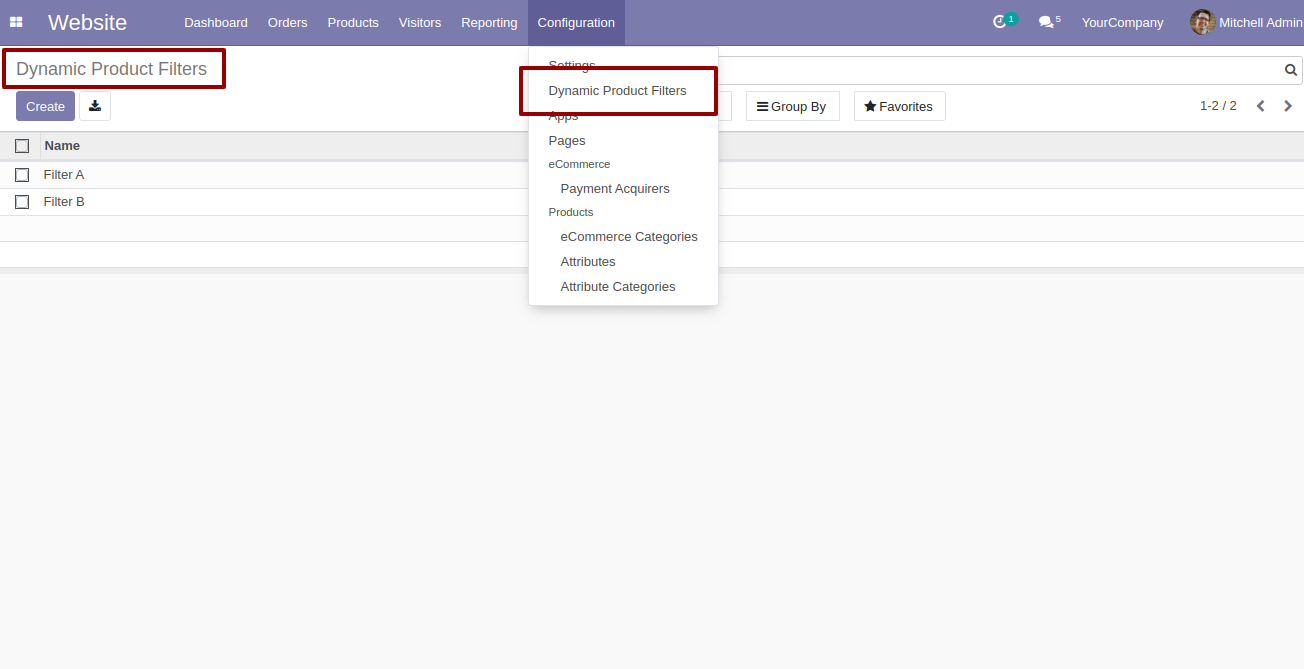 Website
Dashboard Orders Products Visitors Reporting Configuration
1 5 YourCompany Mitchell Admin
Dynamic Product Filters
Create
Settings
Dynamic Product Filters
Apps
Pages
eCommerce
Payment Acquirers
Products
eCommerce Categories
Attributes
Attribute Categories
Group By Favorites 1-2 / 2
Name
Filter A
Filter B